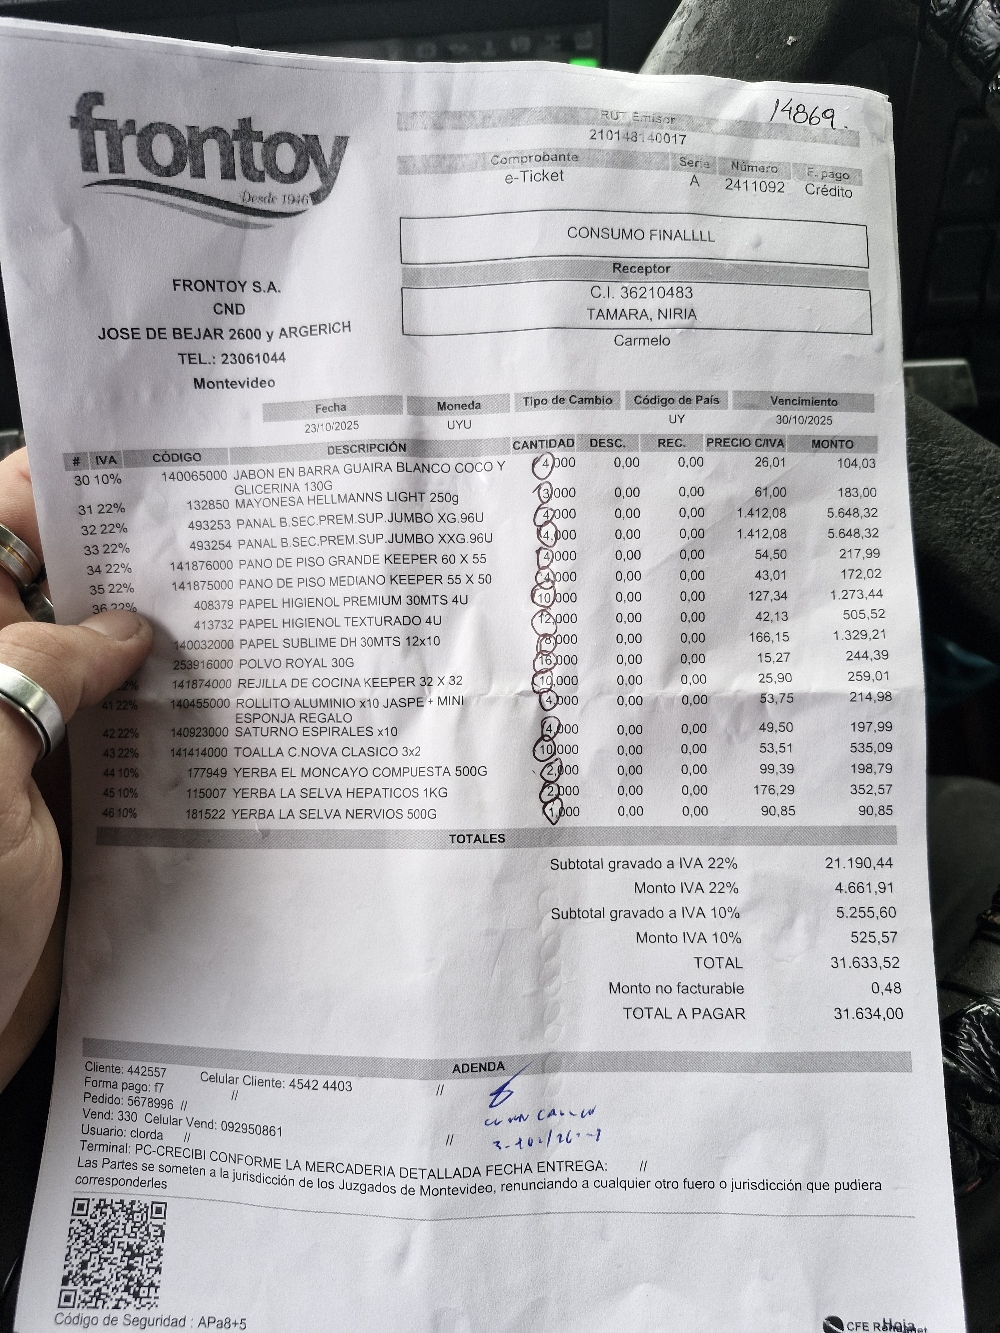 14869.
frontoy
Desde 1946
RUT Emisor
210148140017
Comprobante Serie Número F. pago
e-Ticket A 2411092 Crédito
CONSUMO FINALLLL
Receptor
C.I. 36210483
TAMARA, NIRIA
Carmelo
FRONTOY S.A.
CND
JOSE DE BEJAR 2600 y ARGERICH
TEL.: 23061044
Montevideo
Fecha Moneda Tipo de Cambio Código de País Vencimiento
23/10/2025 UYU UY 30/10/2025
# IVA CÓDIGO DESCRIPCIÓN CANTIDAD DESC. REC. PRECIO C/IVA MONTO
30 10% 140065000 JABON EN BARRA GUAIRA BLANCO COCO Y 4,000 0,00 0,00 26,01 104,03
GLICERINA 130G
31 22% 132850 MAYONESA HELLMANNS LIGHT 250g 3,000 0,00 0,00 61,00 183,00
32 22% 493253 PANAL B.SEC.PREM.SUP.JUMBO XG.96U 4,000 0,00 0,00 1.412,08 5.648,32
33 22% 493254 PANAL B.SEC.PREM.SUP.JUMBO XXG.96U 4,000 0,00 0,00 1.412,08 5.648,32
34 22% 141876000 PANO DE PISO GRANDE KEEPER 60 X 55 4,000 0,00 0,00 54,50 217,99
35 22% 141875000 PANO DE PISO MEDIANO KEEPER 55 X 50 4,000 0,00 0,00 43,01 172,02
36 22% 408379 PAPEL HIGIENOL PREMIUM 30MTS 4U 10,000 0,00 0,00 127,34 1.273,44
413732 PAPEL HIGIENOL TEXTURADO 4U 12,000 0,00 0,00 42,13 505,52
140032000 PAPEL SUBLIME DH 30MTS 12x10 8,000 0,00 0,00 166,15 1.329,21
253916000 POLVO ROYAL 30G 16,000 0,00 0,00 15,27 244,39
22% 141874000 REJILLA DE COCINA KEEPER 32 X 32 10,000 0,00 0,00 25,90 259,01
41 22% 140455000 ROLLITO ALUMINIO x10 JASPE + MINI 4,000 0,00 0,00 53,75 214,98
ESPONJA REGALO
42 22% 140923000 SATURNO ESPIRALES x10 4,000 0,00 0,00 49,50 197,99
43 22% 141414000 TOALLA C.NOVA CLASICO 3x2 10,000 0,00 0,00 53,51 535,09
44 10% 177949 YERBA EL MONCAYO COMPUESTA 500G 2,000 0,00 0,00 99,39 198,79
45 10% 115007 YERBA LA SELVA HEPATICOS 1KG 2,000 0,00 0,00 176,29 352,57
46 10% 181522 YERBA LA SELVA NERVIOS 500G 1,000 0,00 0,00 90,85 90,85
TOTALES
Subtotal gravado a IVA 22% 21.190,44
Monto IVA 22% 4.661,91
Subtotal gravado a IVA 10% 5.255,60
Monto IVA 10% 525,57
TOTAL 31.633,52
Monto no facturable 0,48
TOTAL A PAGAR 31.634,00
ADENDA
Cliente: 442557 Celular Cliente: 4542 4403 //
Forma pago: f7 //
Pedido: 5678996 //
Vend: 330 Celular Vend: 092950861
Usuario: clorda // //
Terminal: PC-CRECIBI CONFORME LA MERCADERIA DETALLADA FECHA ENTREGA: //
Las Partes se someten a la jurisdicción de los Juzgados de Montevideo, renunciando a cualquier otro fuero o jurisdicción que pudiera
corresponderles
Código de Seguridad : APa8+5
CFE
Hoja